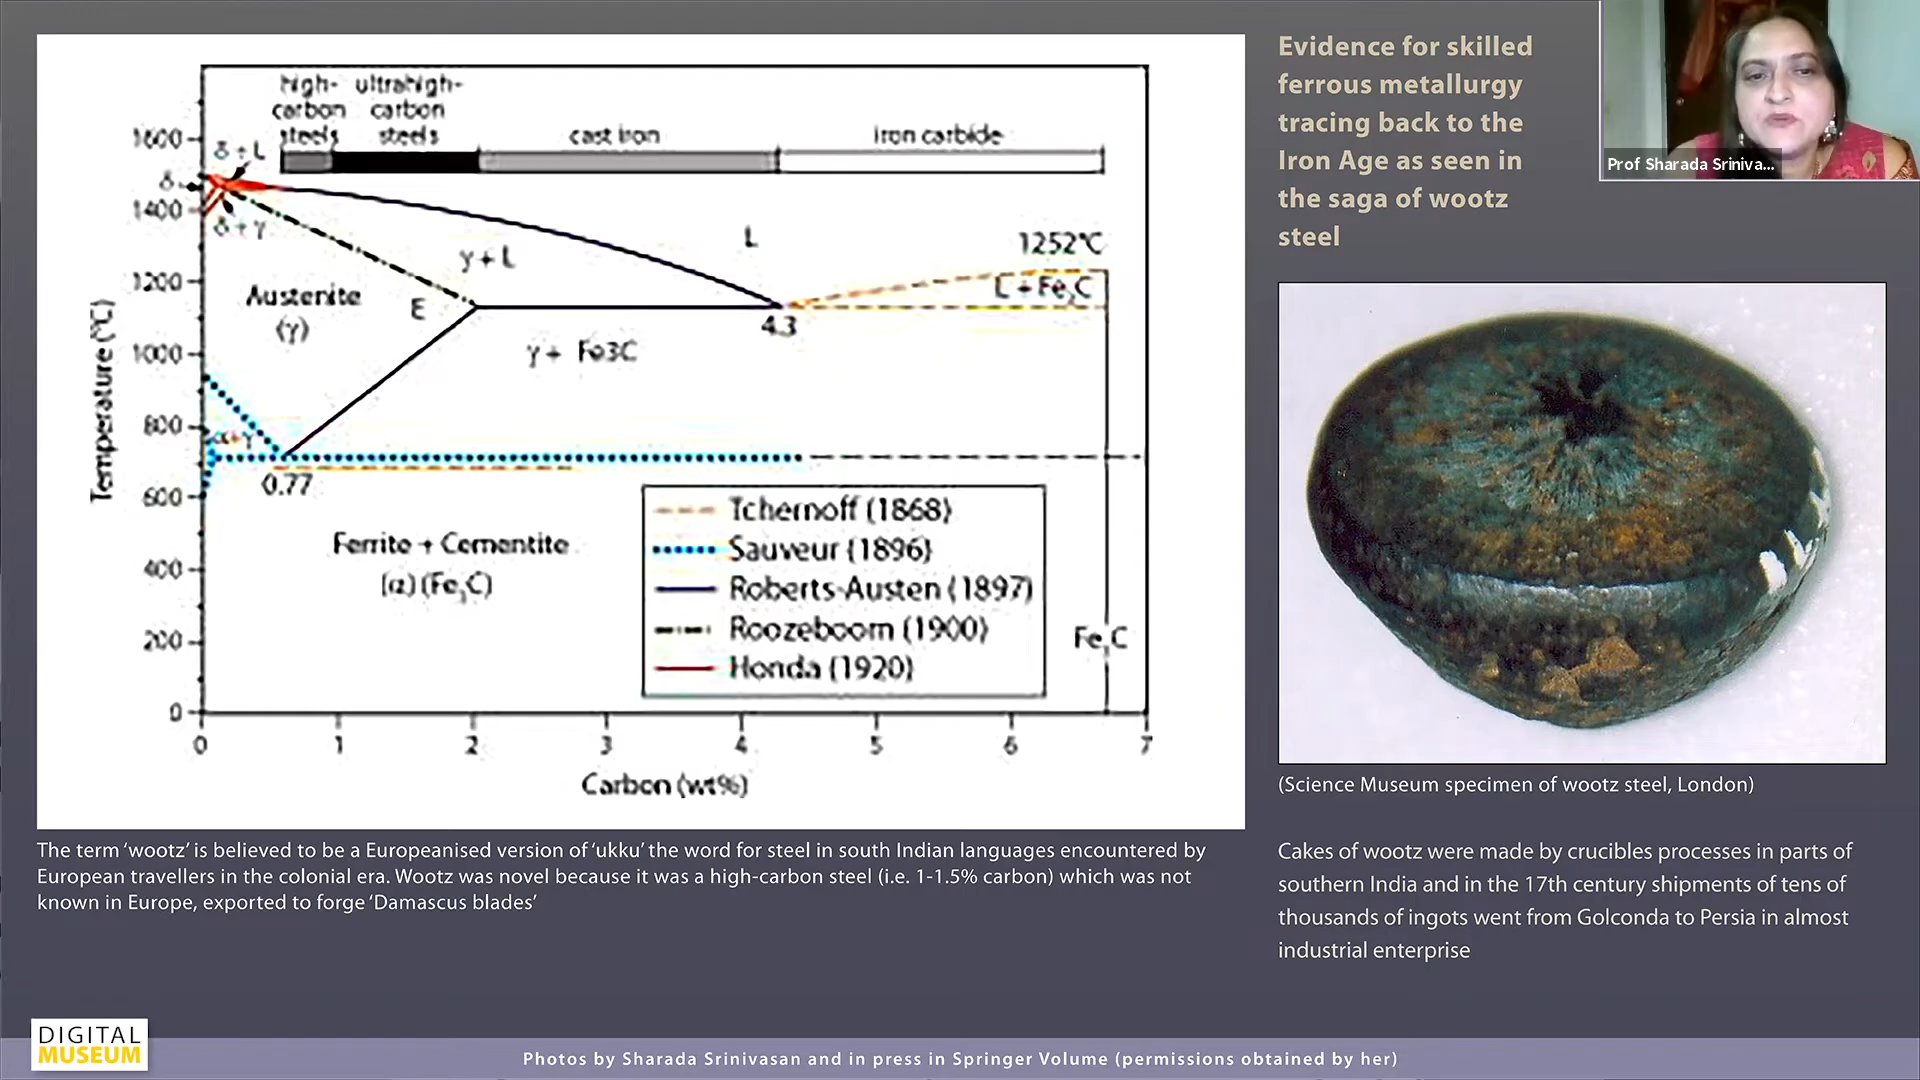 high-
carbon
steels
ultrahigh-
carbon
steels
cast iron
iron carbide
1600
1400
1200
1000
800
600
400
200
0
Temperature (°C)
δ + L
δ
δ + γ
γ + L
L
1252°C
L + Fe3C
Austenite
(γ)
E
4.3
γ + Fe3C
α+γ
0.77
Ferrite + Cementite
(α) (Fe3C)
Tchernoff (1868)
Sauveur (1896)
Roberts-Austen (1897)
Roozeboom (1900)
Honda (1920)
Fe3C
0 1 2 3 4 5 6 7
Carbon (wt%)
The term ‘wootz’ is believed to be a Europeanised version of ‘ukku’ the word for steel in south Indian languages encountered by
European travellers in the colonial era. Wootz was novel because it was a high-carbon steel (i.e. 1-1.5% carbon) which was not
known in Europe, exported to forge ‘Damascus blades’
Evidence for skilled
ferrous metallurgy
tracing back to the
Iron Age as seen in
the saga of wootz
steel
Prof Sharada Sriniva...
(Science Museum specimen of wootz steel, London)
Cakes of wootz were made by crucibles processes in parts of
southern India and in the 17th century shipments of tens of
thousands of ingots went from Golconda to Persia in almost
industrial enterprise
DIGITAL
MUSEUM
Photos by Sharada Srinivasan and in press in Springer Volume (permissions obtained by her)